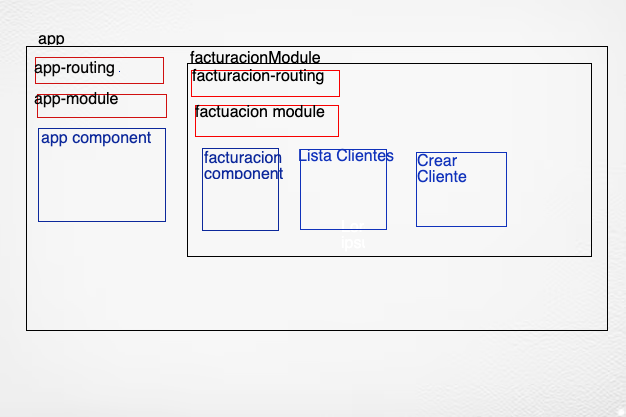 app
app-routing .
app-module
app component
facturacionModule
facturacion-routing
factuacion module
facturacion
component
Lista Clientes
Crear
Cliente
Lor
ipsi